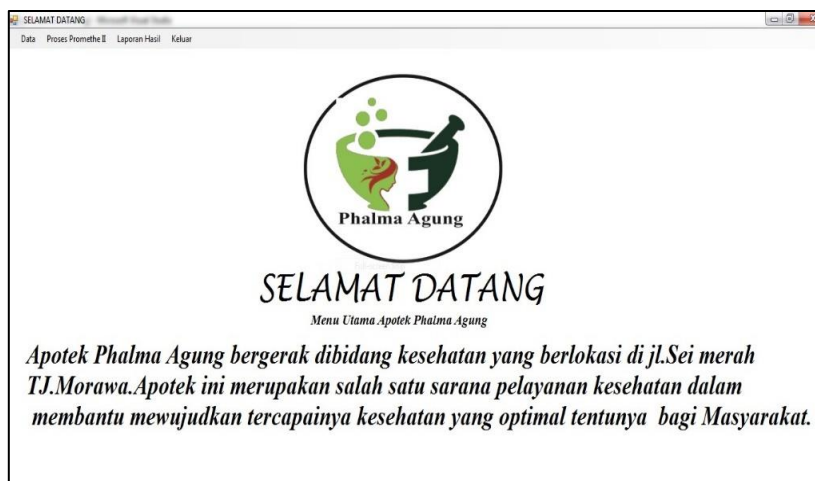 SELAMAT DATANG
Data Proses Promethe II Laporan Hasil Keluar
Phalma Agung
SELAMAT DATANG
Menu Utama Apotek Phalma Agung
Apotek Phalma Agung bergerak dibidang kesehatan yang berlokasi di jl.Sei merah
TJ.Morawa.Apotek ini merupakan salah satu sarana pelayanan kesehatan dalam
membantu mewujudkan tercapainya kesehatan yang optimal tentunya bagi Masyarakat.